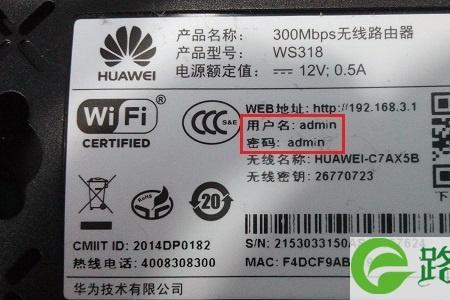 产品名称: 300Mbps无线路由器
产品型号: WS318
电源额定值: 12V; 0.5A
HUAWEI
WEB地址: http://192.168.3.1
用户名: admin
密码: admin
无线名称: HUAWEI-C7AX5B
无线密钥: 26770723
WiFi
CERTIFIED
CCC
S&E
20
CMIIT ID: 2014DP0182
热线电话: 4008308300
华为技术有限公司
S/N: 2153033150
MAC: F4DCF9AB
下
e路